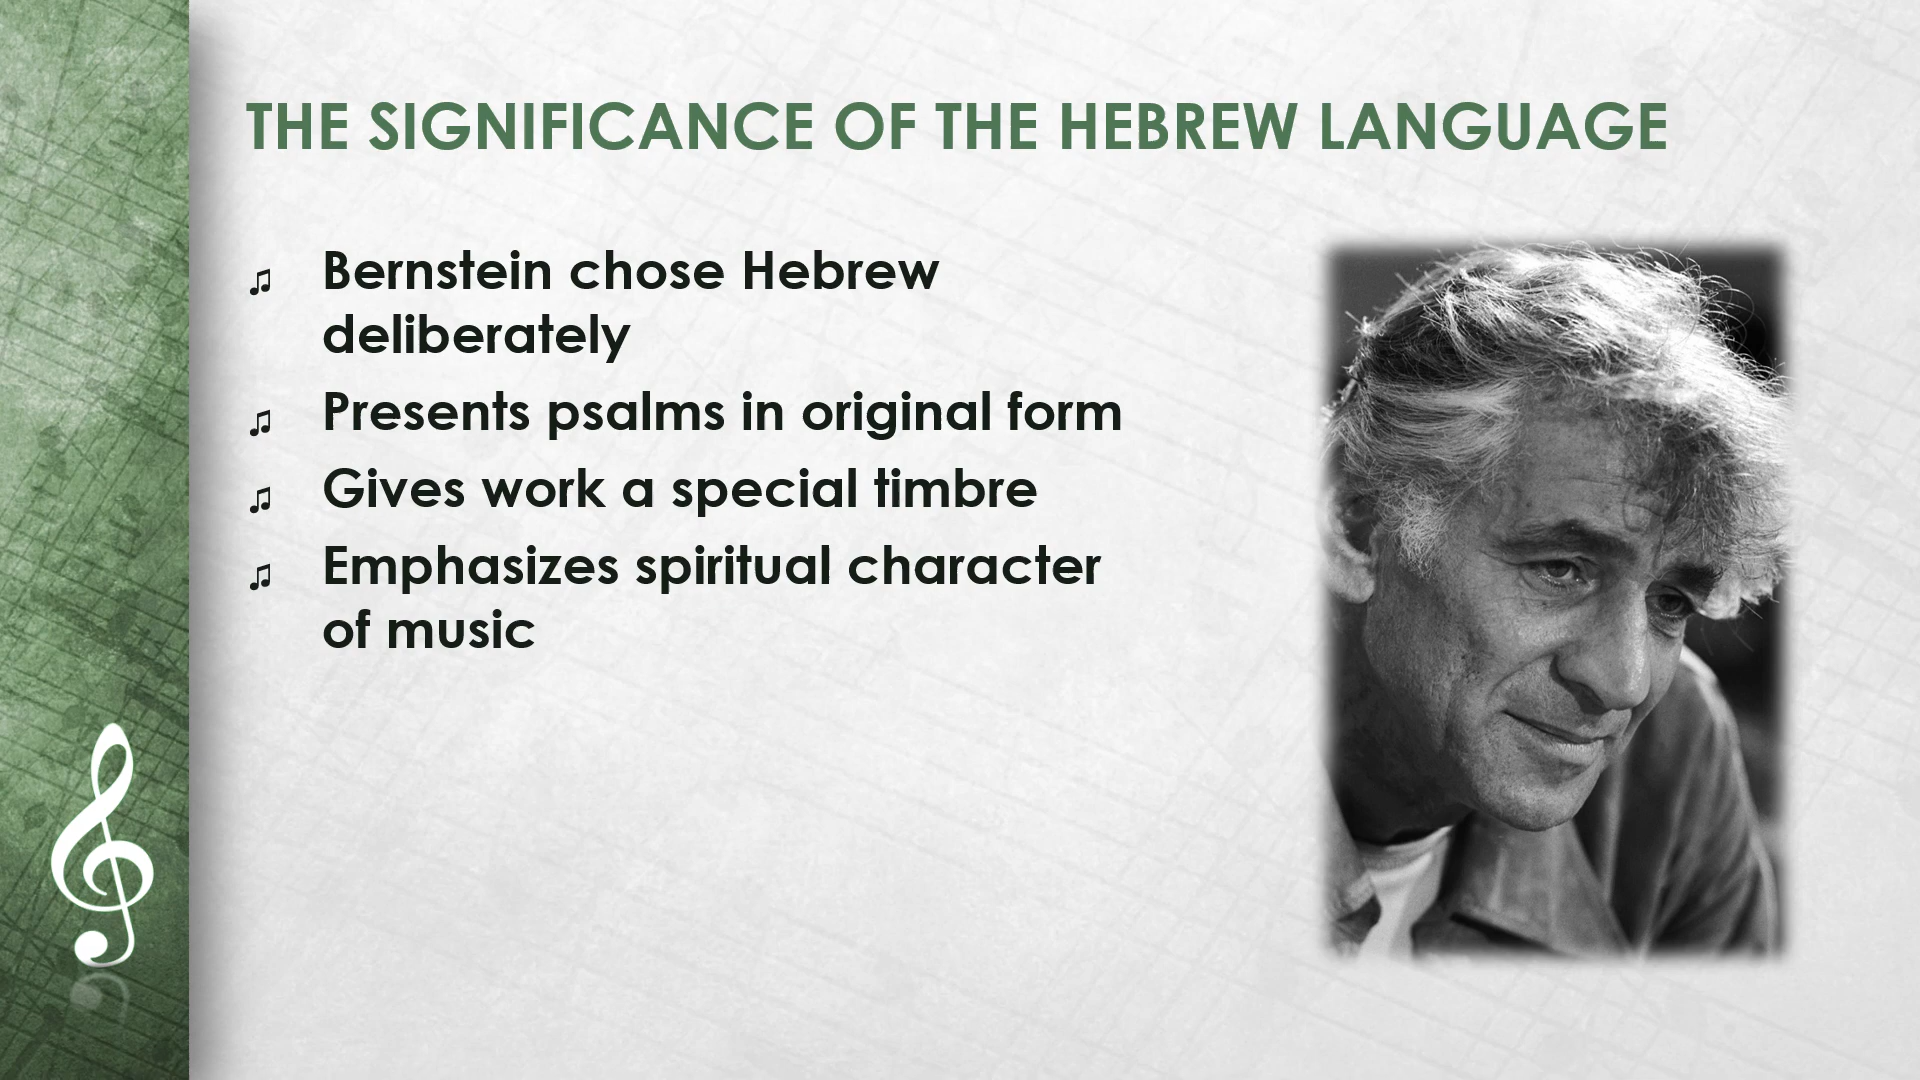 THE SIGNIFICANCE OF THE HEBREW LANGUAGE
♫ Bernstein chose Hebrew
deliberately
♫ Presents psalms in original form
♫ Gives work a special timbre
♫ Emphasizes spiritual character
of music